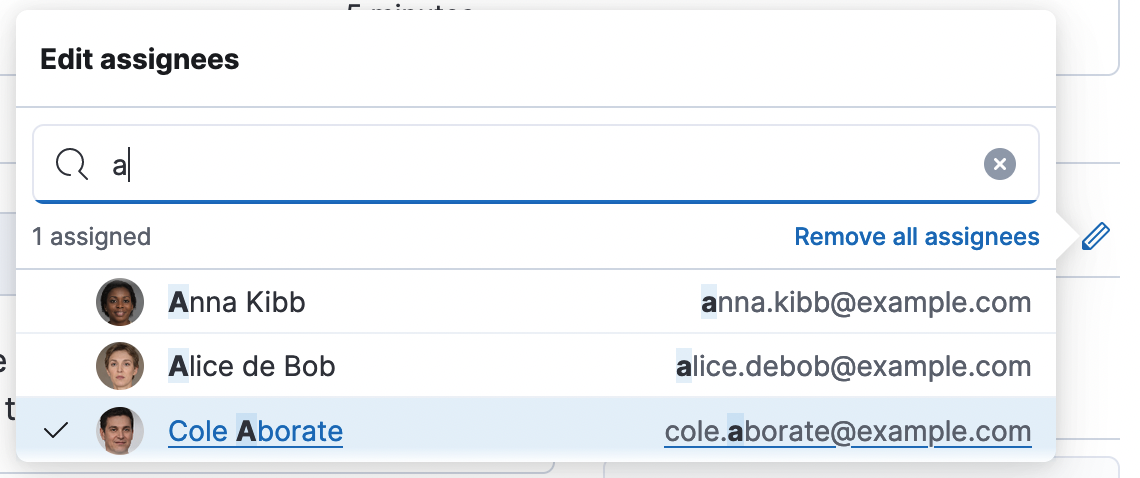 Edit assignees
a
1 assigned Remove all assignees
Anna Kibb anna.kibb@example.com
Alice de Bob alice.debob@example.com
Cole Aborate cole.aborate@example.com